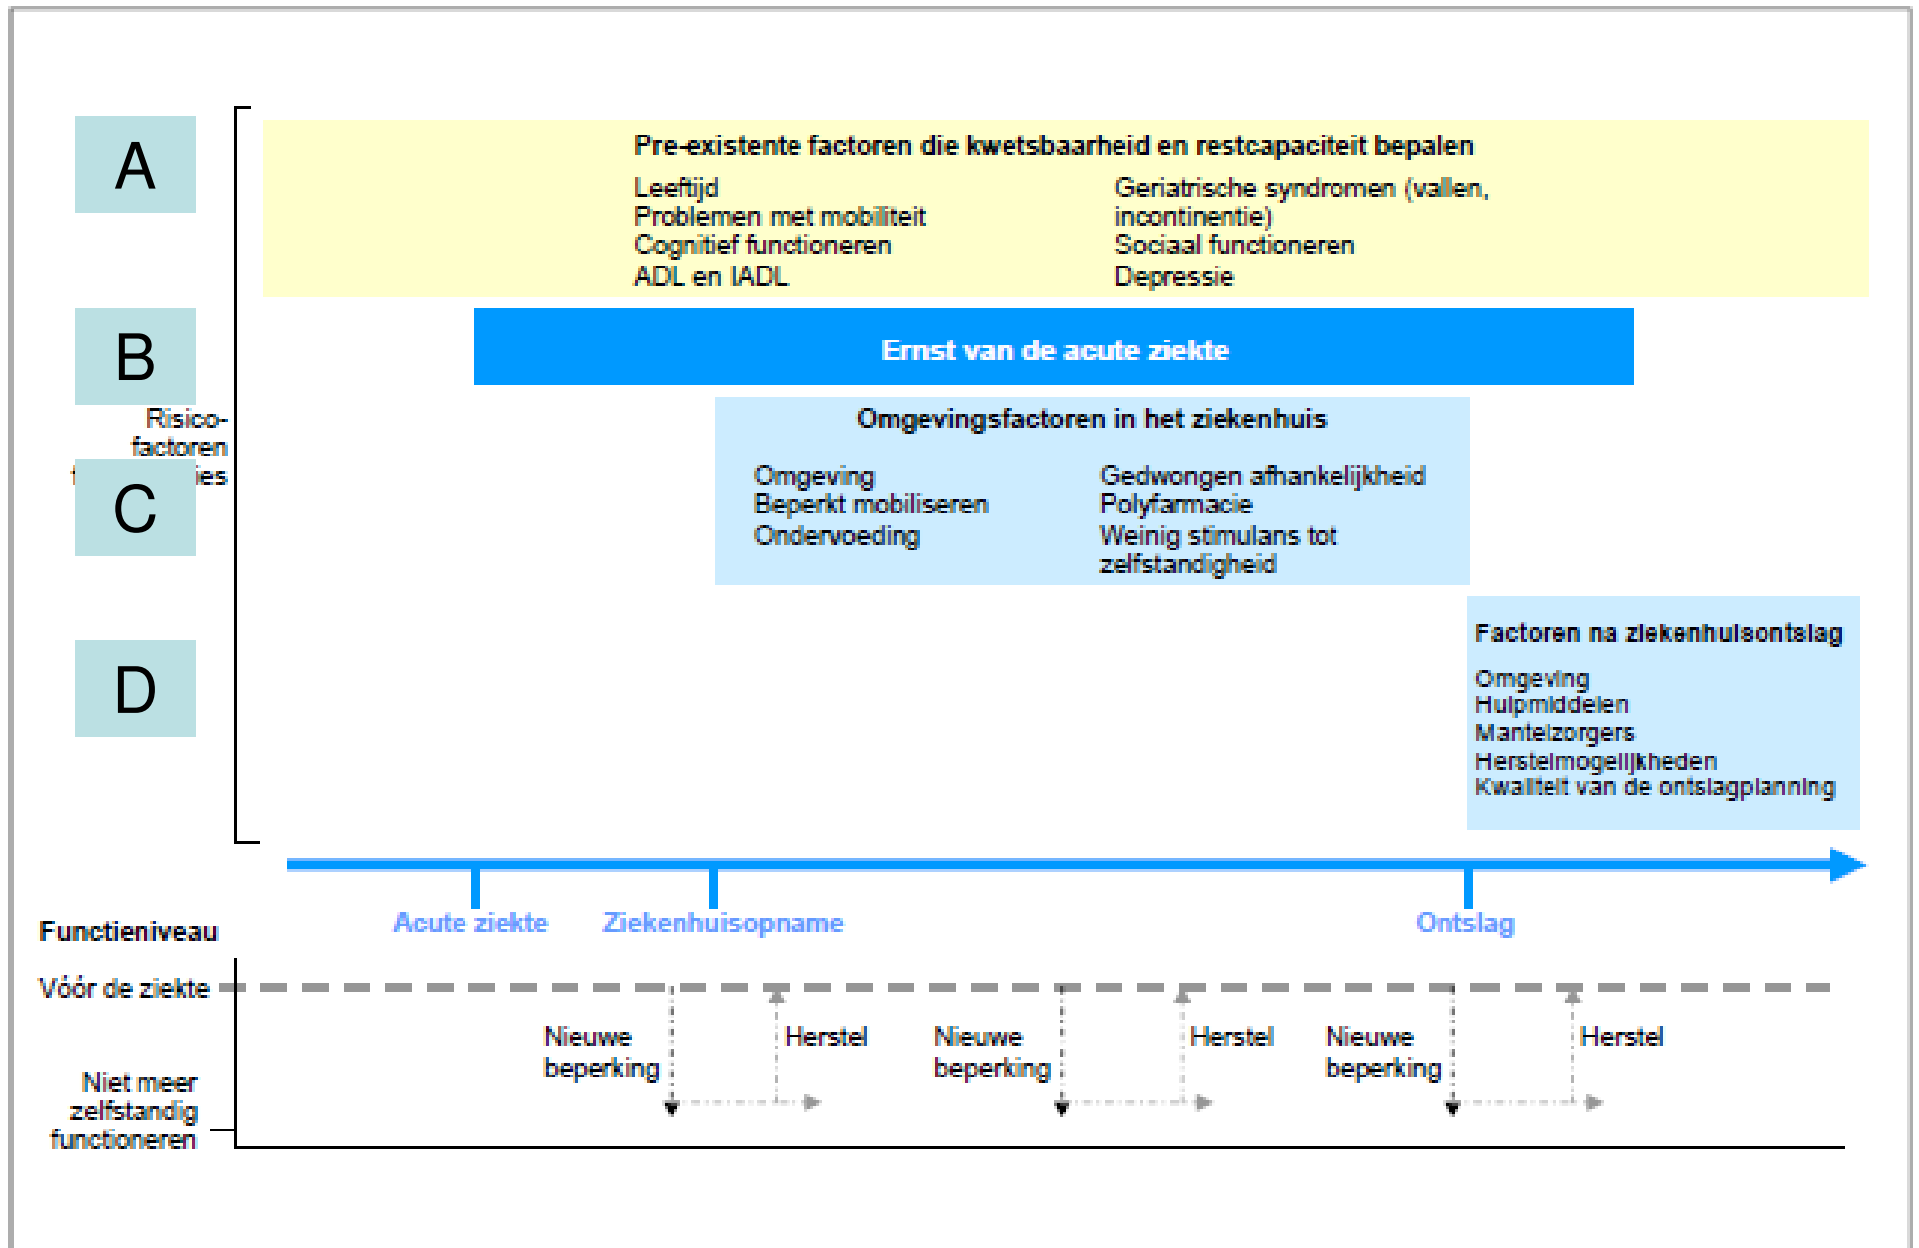 A
Pre-existente factoren die kwetsbaarheid en restcapaciteit bepalen
Leeftijd
Problemen met mobiliteit
Cognitief functioneren
ADL en IADL
Geriatrische syndromen (vallen,
incontinentie)
Sociaal functioneren
Depressie
B
Ernst van de acute ziekte
Risico-
factoren
C
Omgevingsfactoren in het ziekenhuis
Omgeving
Beperkt mobiliseren
Ondervoeding
Gedwongen afhankelijkheid
Polyfarmacie
Weinig stimulans tot
zelfstandigheid
D
Factoren na ziekenhuisontslag
Omgeving
Hulpmiddelen
Mantelzorgers
Herstelmogelijkheden
Kwaliteit van de ontslagplanning
Acute ziekte
Ziekenhuisopname
Ontslag
Functieniveau
Vóór de ziekte
Nieuwe
beperking
Herstel
Nieuwe
beperking
Herstel
Nieuwe
beperking
Herstel
Niet meer
zelfstandig
functioneren